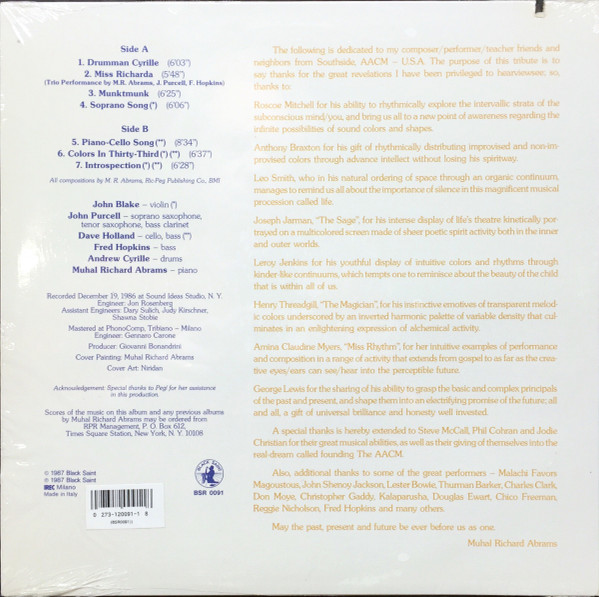 Side A
1. Drumman Cyrille (6'03")
2. Miss Richarda (5'48")
(Trio Performance by M.R. Abrams, J. Purcell, F. Hopkins)
3. Munktmunk (6'25")
4. Soprano Song(*) (6'06")
Side B
5. Piano-Cello Song(**) (8'34")
6. Colors In Thirty-Third(*)(**) (6'37")
7. Introspection(*)(**) (6'28")
All compositions by M. R. Abrams, Ric-Peg Publishing Co., BMI
John Blake – violin (*)
John Purcell – soprano saxophone,
tenor saxophone, bass clarinet
Dave Holland – cello, bass (**)
Fred Hopkins – bass
Andrew Cyrille – drums
Muhal Richard Abrams – piano
Recorded December 19, 1986 at Sound Ideas Studio, N. Y.
Engineer: Jon Rosenberg
Assistant Engineers: Dary Sulich, Judy Kirschner,
Shawna Stobie
Mastered at PhonoComp, Tribiano – Milano
Engineer: Gennaro Carone
Producer: Giovanni Bonandrini
Cover Painting: Muhal Richard Abrams
Cover Art: Niridan
Acknowledgement: Special thanks to Pegi for her assistance
in this production.
Scores of the music on this album and any previous albums
by Muhal Richard Abrams may be ordered from
RPR Management, P. O. Box 612,
Times Square Station, New York, N. Y. 10108
© 1987 Black Saint
℗ 1987 Black Saint
IREC Milano
Made in Italy
0 273-120091-1 8
BLACK SAINT
BSR 0091
The following is dedicated to my composer/performer/teacher friends and
neighbors from Southside, AACM – U.S.A. The purpose of this tribute is to
say thanks for the great revelations I have been privileged to hearviewsee; so,
thanks to:
Roscoe Mitchell for his ability to rhythmically explore the intervallic strata of the
subconscious mind/you, and bring us all to a new point of awareness regarding the
infinite possibilities of sound colors and shapes.
Anthony Braxton for his gift of rhythmically distributing improvised and non-im-
provised colors through advance intellect without losing his spiritway.
Leo Smith, who in his natural ordering of space through an organic continuum,
manages to remind us all about the importance of silence in this magnificent musical
procession called life.
Joseph Jarman, "The Sage", for his intense display of life's theatre kinetically por-
trayed on a multicolored screen made of sheer poetic spirit activity both in the inner
and outer worlds.
Leroy Jenkins for his youthful display of intuitive colors and rhythms through
kinder-like continuums, which tempts one to reminisce about the beauty of the child
that is within all of us.
Henry Threadgill, "The Magician", for his instinctive emotives of transparent melod-
ic colors underscored by an inverted harmonic palette of variable density that cul-
minates in an enlightening expression of alchemical activity.
Amina Claudine Myers, "Miss Rhythm", for her intuitive examples of performance
and composition in a range of activity that extends from gospel to as far as the crea-
tive eyes/ears can see/hear into the perceptive future.
George Lewis for the sharing of his ability to grasp the basic and complex principals
of the past and present, and shape them into an electrifying promise of the future; all
and all, a gift of universal brilliance and honesty well invested.
A special thanks is hereby extended to Steve McCall, Phil Cohran and Jodie
Christian for their great musical abilities, as well as their giving of themselves into the
real-dream called founding The AACM.
Also, additional thanks to some of the great performers – Malachi Favors
Magoustous, John Shenoy Jackson, Lester Bowie, Thurman Barker, Charles Clark,
Don Moye, Christopher Gaddy, Kalaparusha, Douglas Ewart, Chico Freeman,
Reggie Nicholson, Fred Hopkins and many others.
May the past, present and future be ever before us as one.
Muhal Richard Abrams